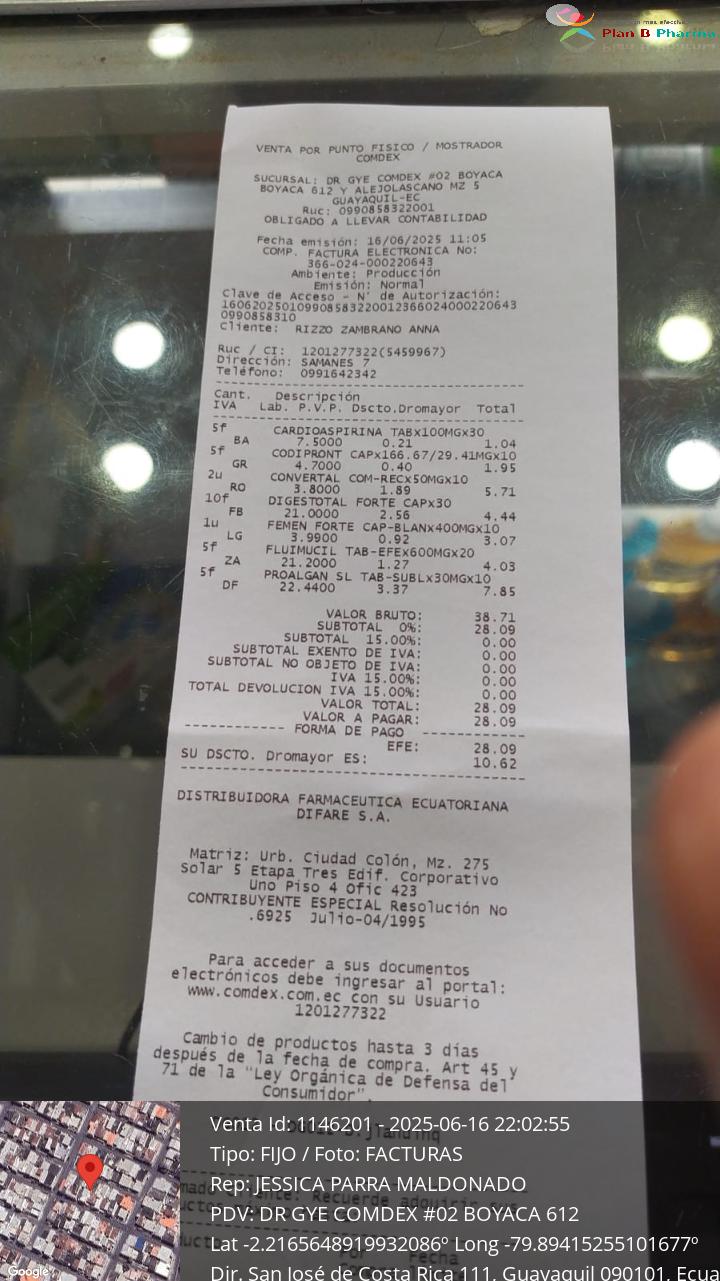 Plan B Pharma
VENTA POR PUNTO FISICO / MOSTRADOR
COMDEX
SUCURSAL: DR GYE COMDEX #02 BOYACA
BOYACA 612 Y ALEJOLASCANO MZ 5
GUAYAQUIL-EC
Ruc: 0990858322001
OBLIGADO A LLEVAR CONTABILIDAD
Fecha emisión: 16/06/2025 11:05
COMP. FACTURA ELECTRONICA No:
366-024-000220643
Ambiente: Producción
Emisión: Normal
Clave de Acceso - N° de Autorización:
160620250109908583220012366024000220643
0990858310
Cliente: RIZZO ZAMBRANO ANNA
Ruc / CI: 1201277322(5459967)
Dirección: SAMANES 7
Teléfono: 0991642342
Cant. Descripción
IVA Lab. P.V.P. Dscto.Dromayor Total
5f CARDIOASPIRINA TABx100MGx30
BA 7.5000 0.21 1.04
5f CODIPRONT CAPx166.67/29.41MGx10
GR 4.7000 0.40 1.95
2u CONVERTAL COM-RECx50MGx10
RO 3.8000 1.89 5.71
10f DIGESTOTAL FORTE CAPx30
FB 21.0000 2.56 4.44
1u FEMEN FORTE CAP-BLANx400MGx10
LG 3.9900 0.92 3.07
5f FLUIMUCIL TAB-EFEx600MGx20
ZA 21.2000 1.27 4.03
5f PROALGAN SL TAB-SUBLx30MGx10
DF 22.4400 3.37 7.85
VALOR BRUTO: 38.71
SUBTOTAL 0%: 28.09
SUBTOTAL 15.00%: 0.00
SUBTOTAL EXENTO DE IVA: 0.00
SUBTOTAL NO OBJETO DE IVA: 0.00
IVA 15.00%: 0.00
TOTAL DEVOLUCION IVA 15.00%: 0.00
VALOR TOTAL: 28.09
VALOR A PAGAR: 28.09
FORMA DE PAGO
EFE: 28.09
SU DSCTO. Dromayor ES: 10.62
DISTRIBUIDORA FARMACEUTICA ECUATORIANA
DIFARE S.A.
Matriz: Urb. Ciudad Colón, Mz. 275
Solar 5 Etapa Tres Edif. Corporativo
Uno Piso 4 Ofic 423
CONTRIBUYENTE ESPECIAL Resolución No
.6925 Julio-04/1995
Para acceder a sus documentos
electrónicos debe ingresar al portal:
www.comdex.com.ec con su Usuario
1201277322
Cambio de productos hasta 3 días
después de la fecha de compra. Art 45 y
71 de la "Ley Orgánica de Defensa del
Consumidor".
Venta Id: 1146201 - 2025-06-16 22:02:55
Tipo: FIJO / Foto: FACTURAS
Rep: JESSICA PARRA MALDONADO
PDV: DR GYE COMDEX #02 BOYACA 612
Lat -2.2165648919932086º Long -79.89415255101677º
Dir. San José de Costa Rica 111, Guayaquil 090101, Ecua
Google